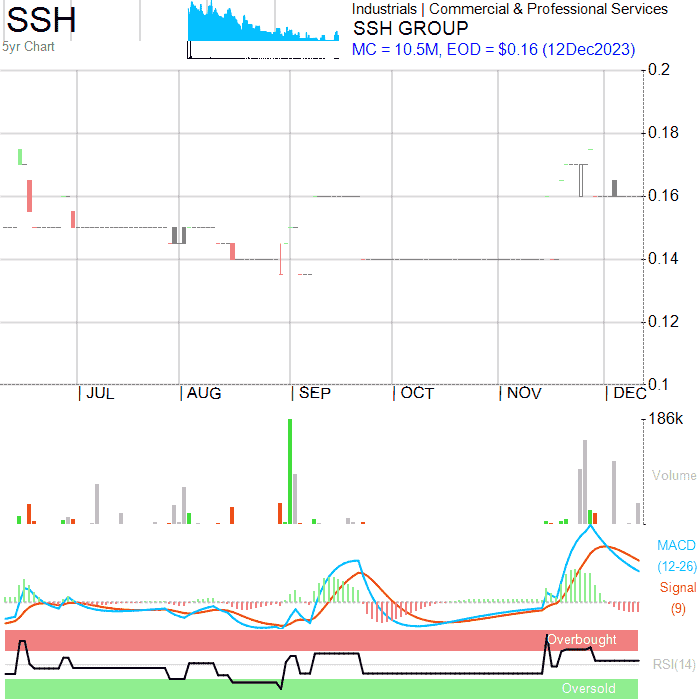 SSH
5yr Chart
Industrials | Commercial & Professional Services
SSH GROUP
MC = 10.5M, EOD = $0.16 (12Dec2023)
0.2
0.18
0.16
0.14
0.12
0.1
| JUL | AUG | SEP | OCT | NOV | DEC
186k
Volume
MACD
(12-26)
Signal
(9)
Overbought
RSI(14)
Oversold